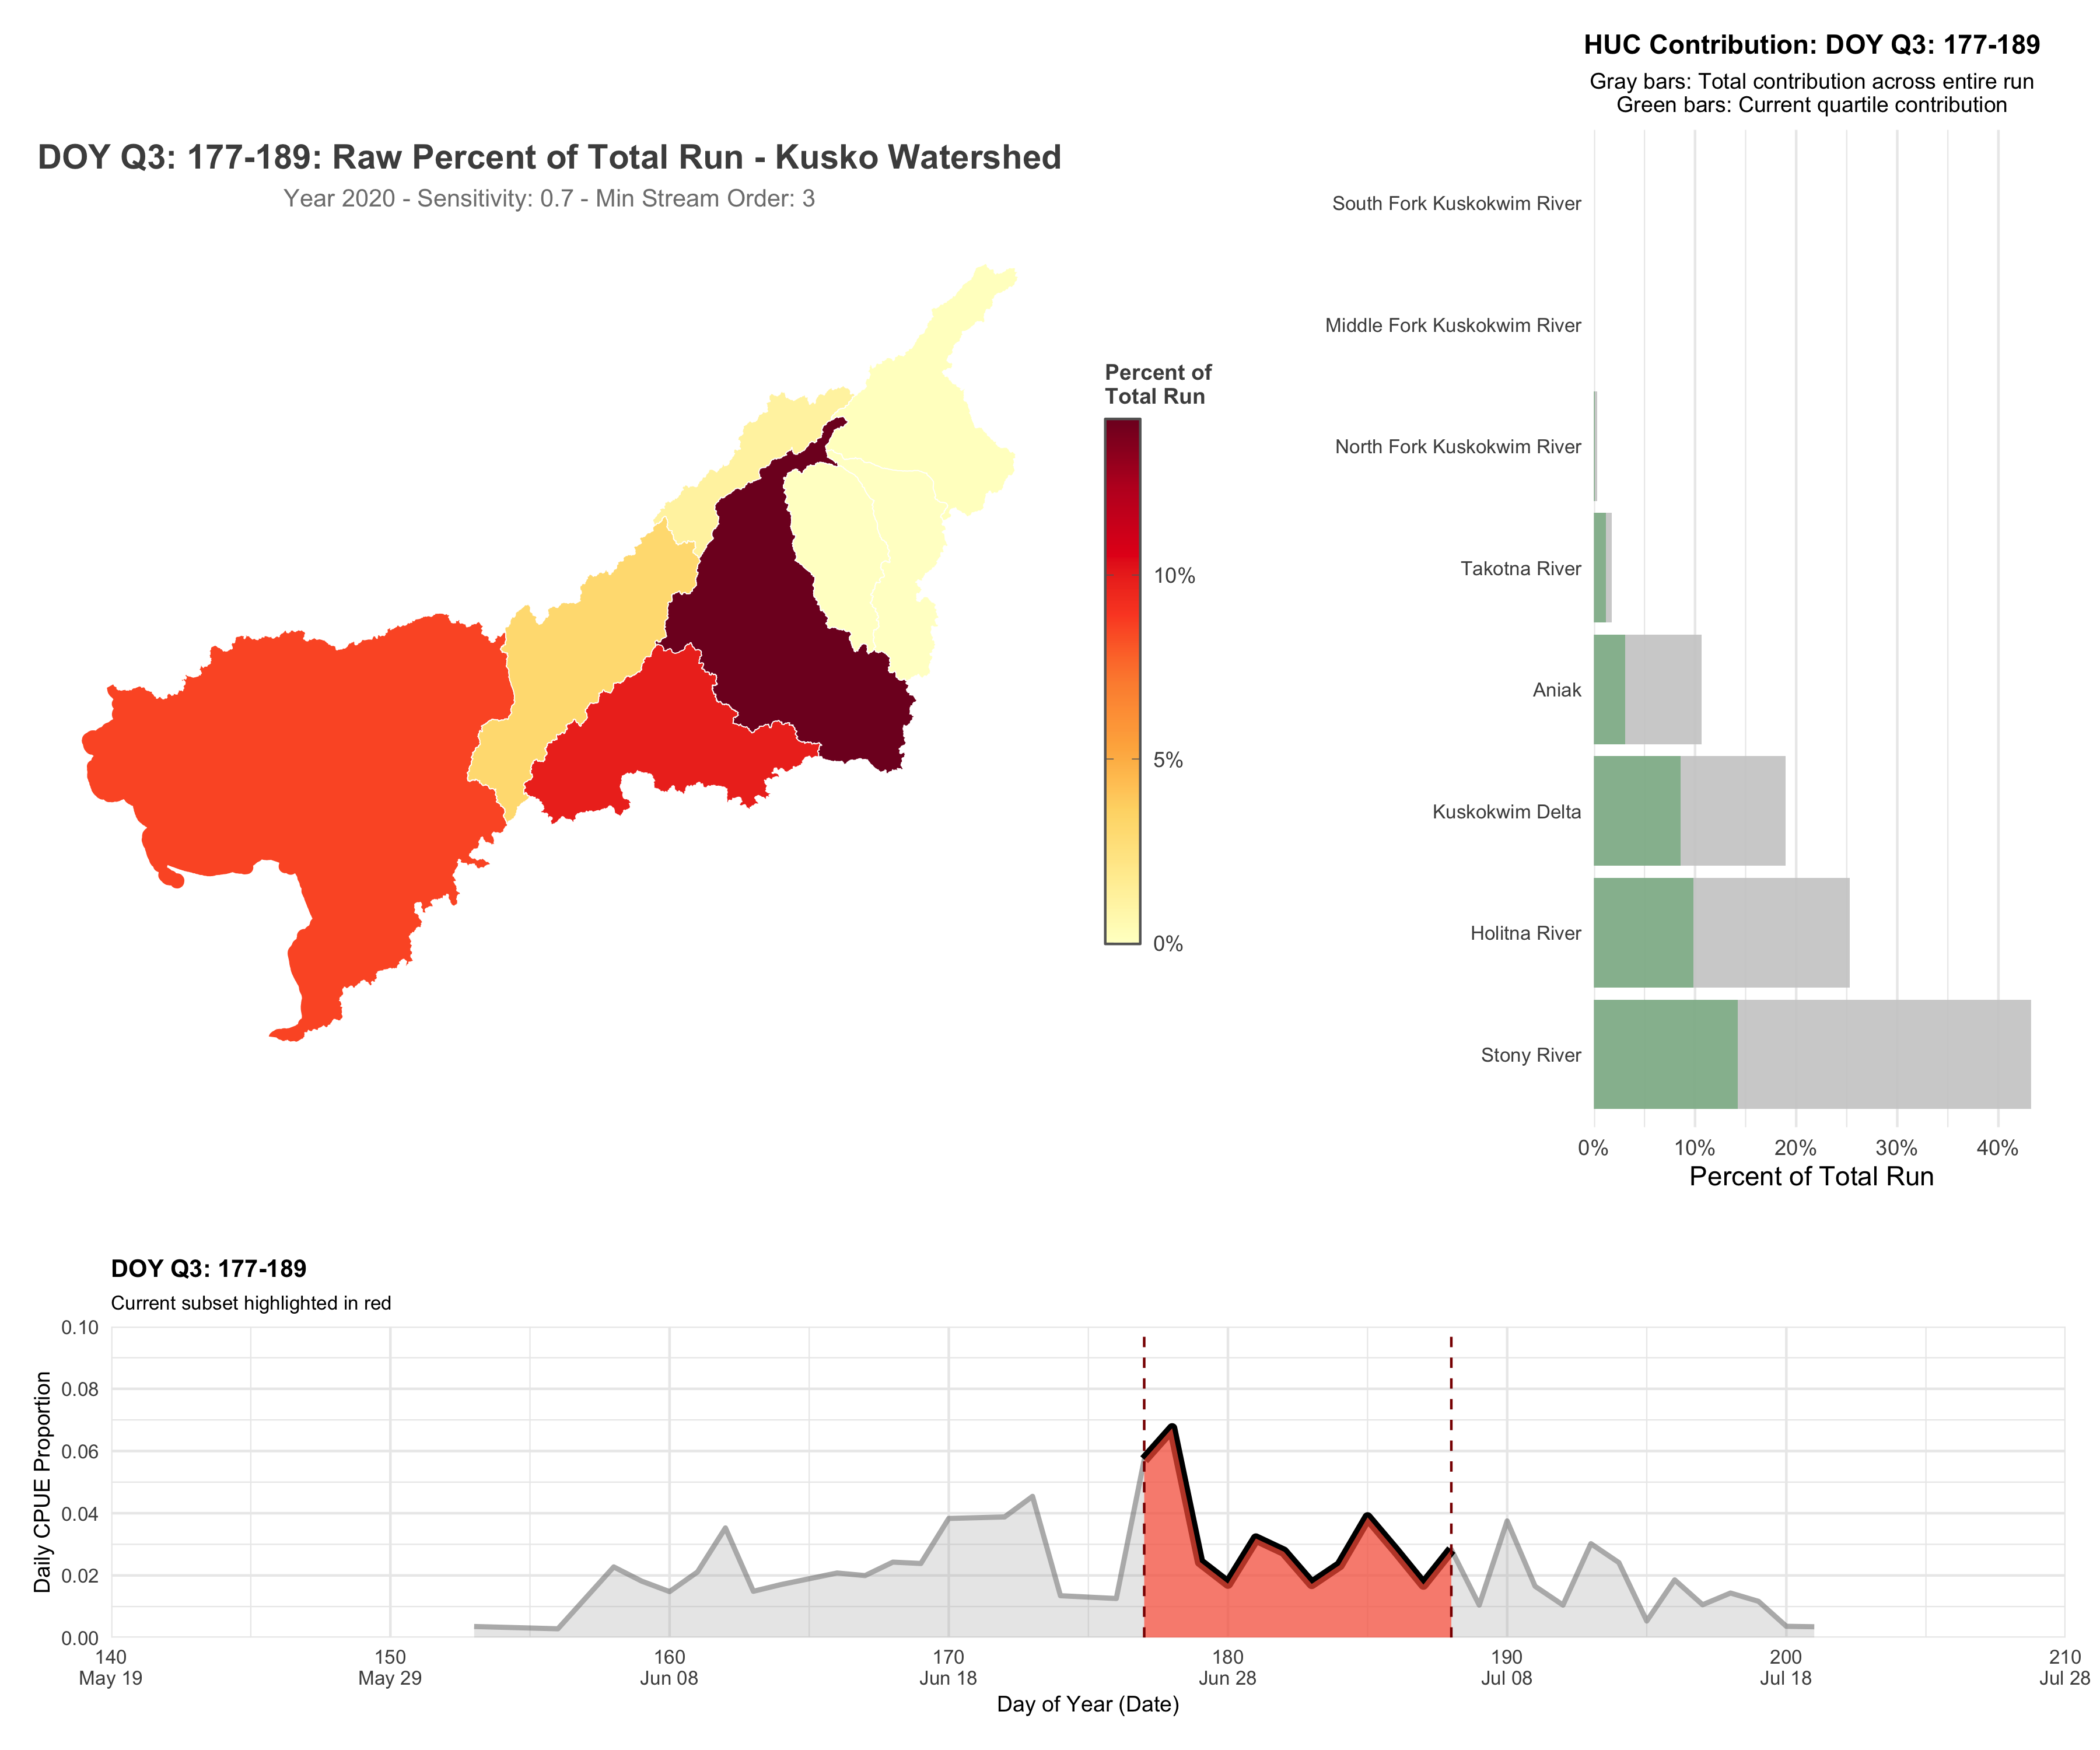 HUC Contribution: DOY Q3: 177-189
Gray bars: Total contribution across entire run
Green bars: Current quartile contribution
DOY Q3: 177-189: Raw Percent of Total Run - Kusko Watershed
Year 2020 - Sensitivity: 0.7 - Min Stream Order: 3
Percent of
Total Run
10%
5%
0%
South Fork Kuskokwim River
Middle Fork Kuskokwim River
North Fork Kuskokwim River
Takotna River
Aniak
Kuskokwim Delta
Holitna River
Stony River
0% 10% 20% 30% 40%
Percent of Total Run
DOY Q3: 177-189
Current subset highlighted in red
Daily CPUE Proportion
0.10
0.08
0.06
0.04
0.02
0.00
140 150 160 170 180 190 200 210
May 19 May 29 Jun 08 Jun 18 Jun 28 Jul 08 Jul 18 Jul 28
Day of Year (Date)